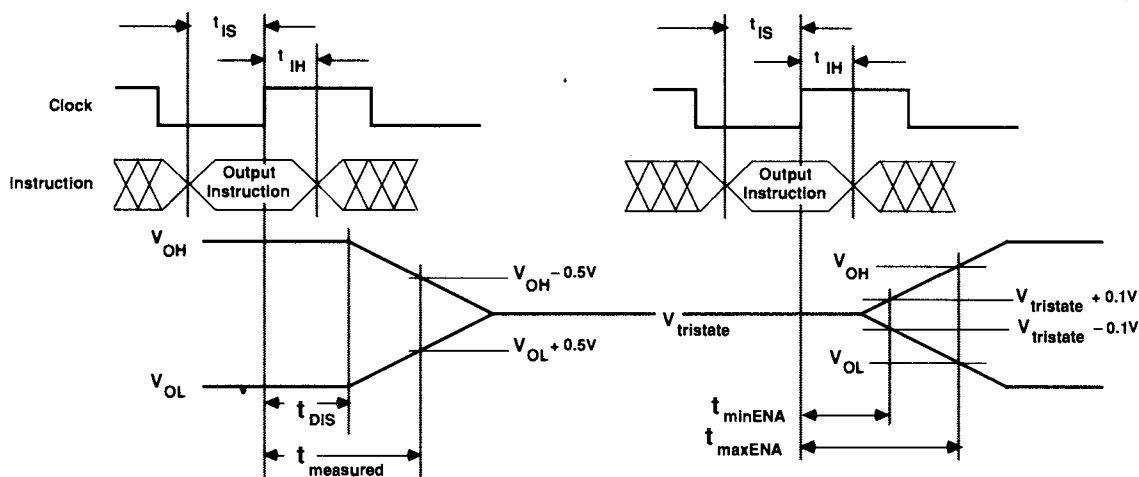 t IS
t IS
t IH
t IH
Clock
Instruction
Output
Instruction
Output
Instruction
V OH
V OH - 0.5V
V OL + 0.5V
V OL
V tristate
V OH
V tristate + 0.1V
V tristate - 0.1V
V OL
t DIS
t measured
t minENA
t maxENA